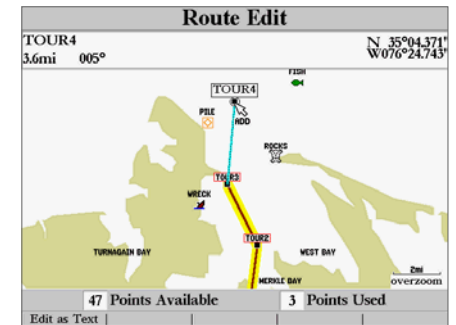 Route Edit
TOUR4
3.6mi 005°
N 35°04.371'
W076°24.743'
FISH
TOUR4
PILE
ADD
ROCKS
TOUR3
WRECK
TOUR2
TURNAGAIN BAY
WEST BAY
MERKLE BAY
2mi
overzoom
47 Points Available 3 Points Used
Edit as Text